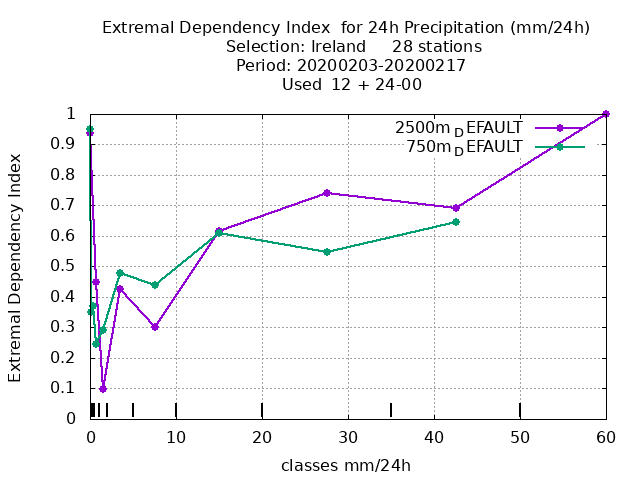 Extremal Dependency Index  for 24h Precipitation (mm/24h)
Selection: Ireland     28 stations
Period: 20200203-20200217
Used  12 + 24-00
2500m_DEFAULT
750m_DEFAULT
1
0.9
0.8
0.7
0.6
0.5
0.4
0.3
0.2
0.1
0
Extremal Dependency Index
0 10 20 30 40 50 60
classes mm/24h